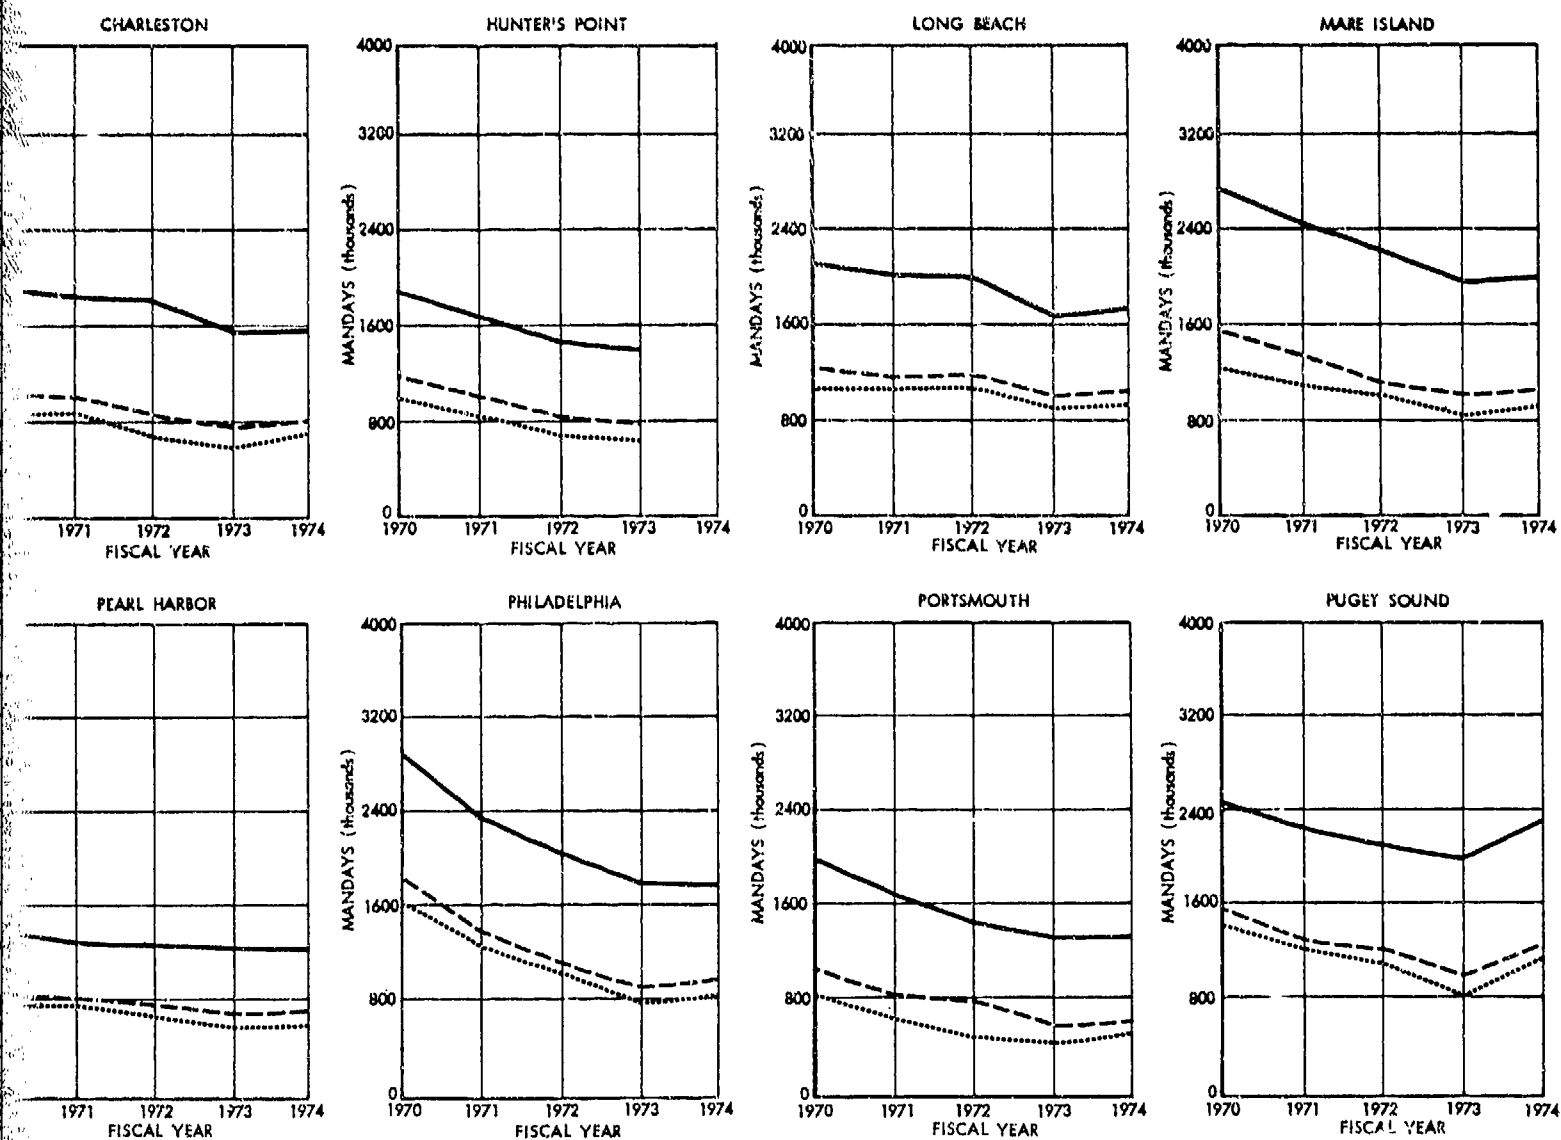 CHARLESTON
1971 1972 1973 1974
FISCAL YEAR
HUNTER'S POINT
4000
3200
2400
1600
800
0
MANDAYS (thousands)
1970 1971 1972 1973 1974
FISCAL YEAR
LONG BEACH
4000
3200
2400
1600
800
0
MANDAYS (thousands)
1970 1971 1972 1973 1974
FISCAL YEAR
MARE ISLAND
4000
3200
2400
1600
800
0
MANDAYS (thousands)
1970 1971 1972 1973 1974
FISCAL YEAR
PEARL HARBOR
1971 1972 1973 1974
FISCAL YEAR
PHILADELPHIA
4000
3200
2400
1600
800
0
MANDAYS (thousands)
1970 1971 1972 1973 1974
FISCAL YEAR
PORTSMOUTH
4000
3200
2400
1600
800
0
MANDAYS (thousands)
1970 1971 1972 1973 1974
FISCAL YEAR
PUGET SOUND
4000
3200
2400
1600
800
0
MANDAYS (thousands)
1970 1971 1972 1973 1974
FISCAL YEAR